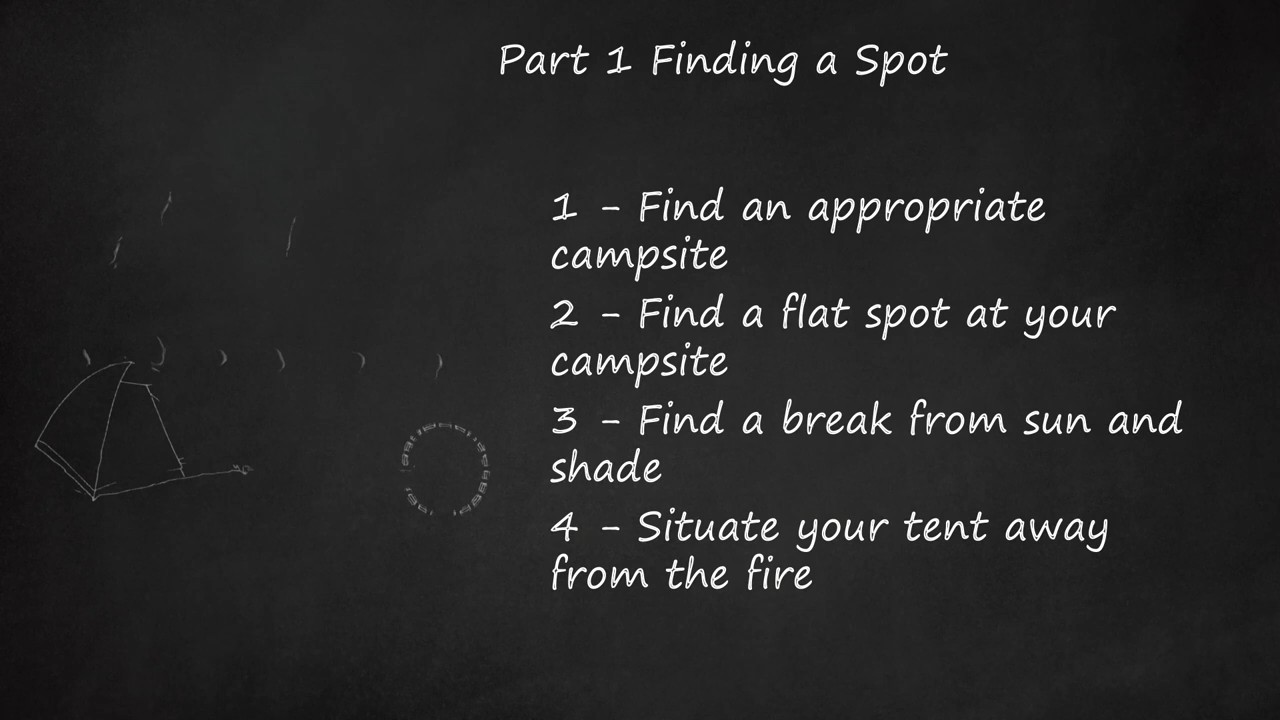 Part 1 Finding a Spot
1 - Find an appropriate
campsite
2 - Find a flat spot at your
campsite
3 - Find a break from sun and
shade
4 - Situate your tent away
from the fire